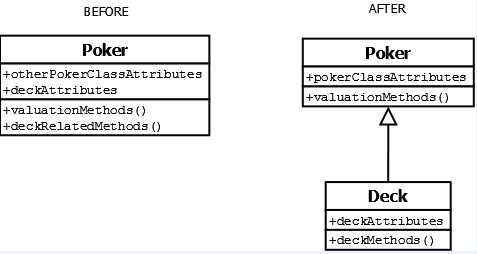 BEFORE
AFTER
Poker
+otherPokerClassAttributes
+deckAttributes
+valuationMethods()
+deckRelatedMethods()
Poker
+pokerClassAttributes
+valuationMethods()
Deck
+deckAttributes
+deckMethods()